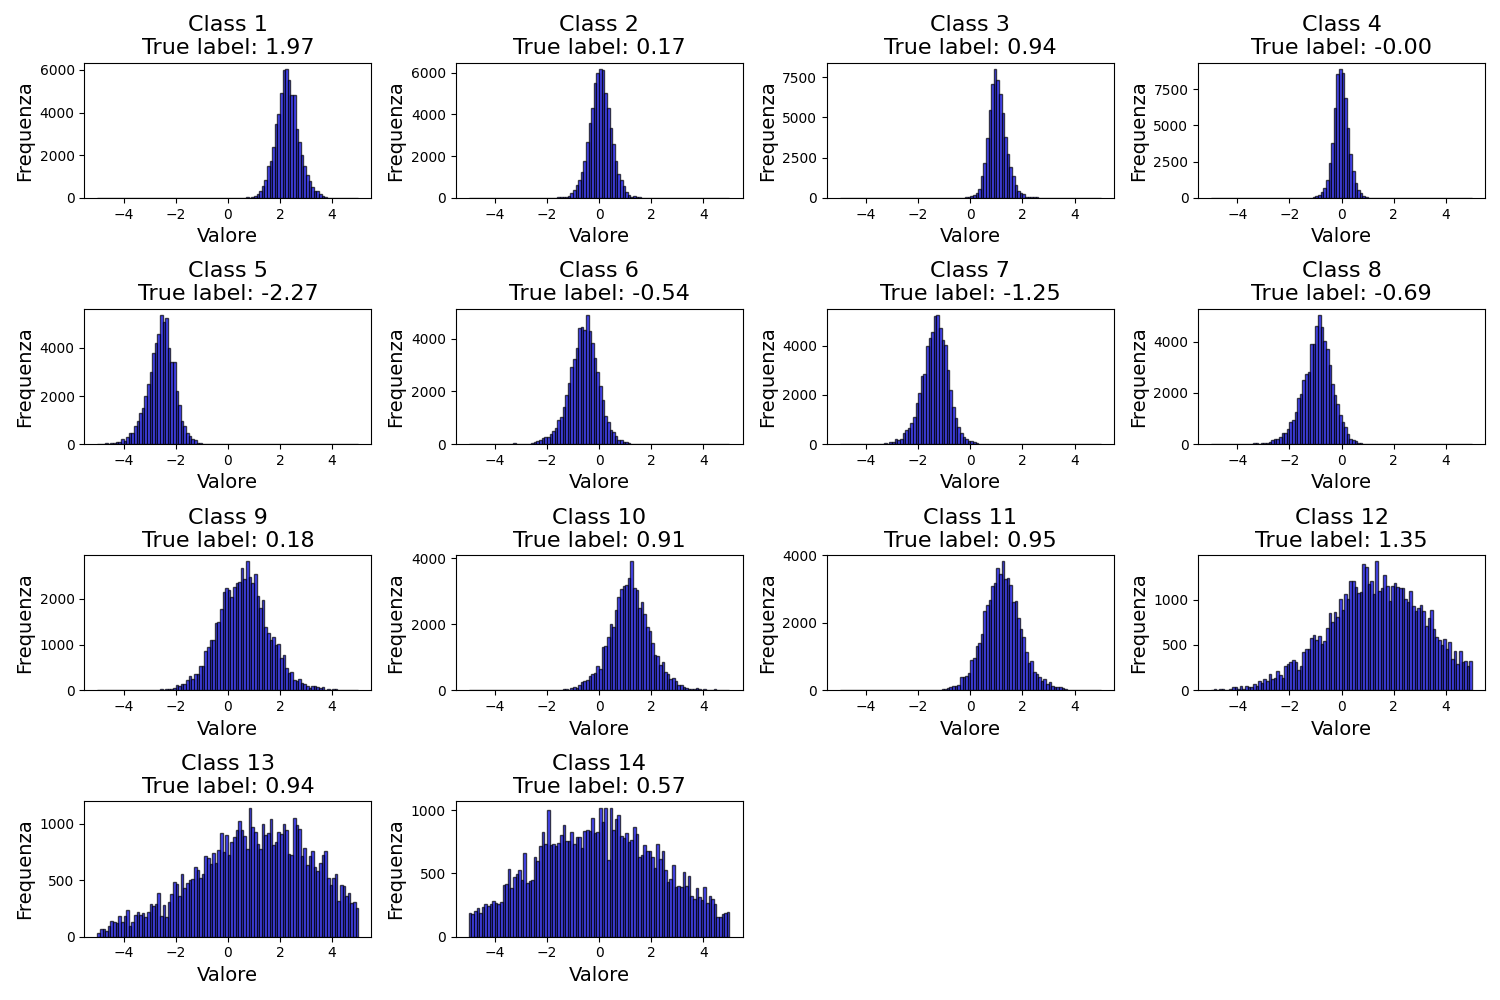 Class 1
True label: 1.97
Class 2
True label: 0.17
Class 3
True label: 0.94
Class 4
True label: -0.00
Frequenza
6000
4000
2000
0
−4 −2 0 2 4
Valore
Frequenza
6000
4000
2000
0
−4 −2 0 2 4
Valore
Frequenza
7500
5000
2500
0
−4 −2 0 2 4
Valore
Frequenza
7500
5000
2500
0
−4 −2 0 2 4
Valore
Class 5
True label: -2.27
Class 6
True label: -0.54
Class 7
True label: -1.25
Class 8
True label: -0.69
Frequenza
4000
2000
0
−4 −2 0 2 4
Valore
Frequenza
4000
2000
0
−4 −2 0 2 4
Valore
Frequenza
4000
2000
0
−4 −2 0 2 4
Valore
Frequenza
4000
2000
0
−4 −2 0 2 4
Valore
Class 9
True label: 0.18
Class 10
True label: 0.91
Class 11
True label: 0.95
Class 12
True label: 1.35
Frequenza
2000
1000
0
−4 −2 0 2 4
Valore
Frequenza
4000
2000
0
−4 −2 0 2 4
Valore
Frequenza
4000
2000
0
−4 −2 0 2 4
Valore
Frequenza
1000
500
0
−4 −2 0 2 4
Valore
Class 13
True label: 0.94
Class 14
True label: 0.57
Frequenza
1000
500
0
−4 −2 0 2 4
Valore
Frequenza
1000
500
0
−4 −2 0 2 4
Valore